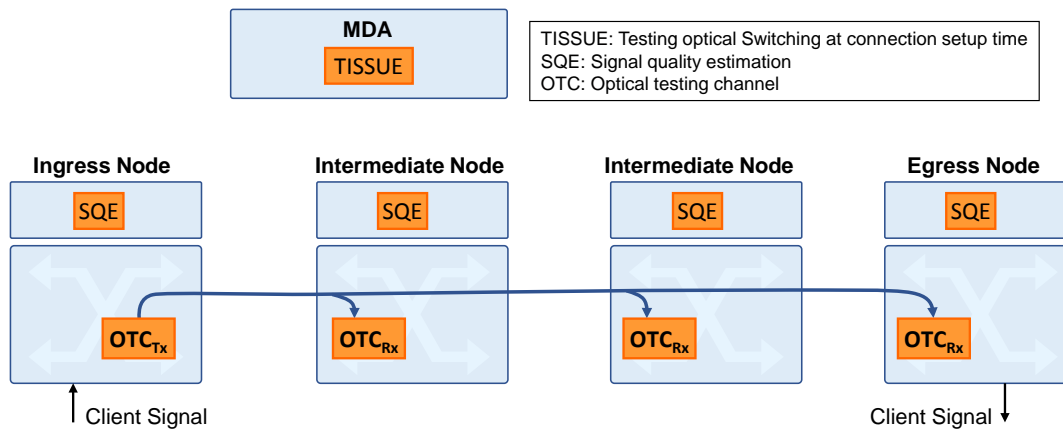 MDA
TISSUE
TISSUE: Testing optical Switching at connection setup time
SQE: Signal quality estimation
OTC: Optical testing channel
Ingress Node
Intermediate Node
Intermediate Node
Egress Node
SQE
SQE
SQE
SQE
OTCTx
OTCRx
OTCRx
OTCRx
Client Signal
Client Signal